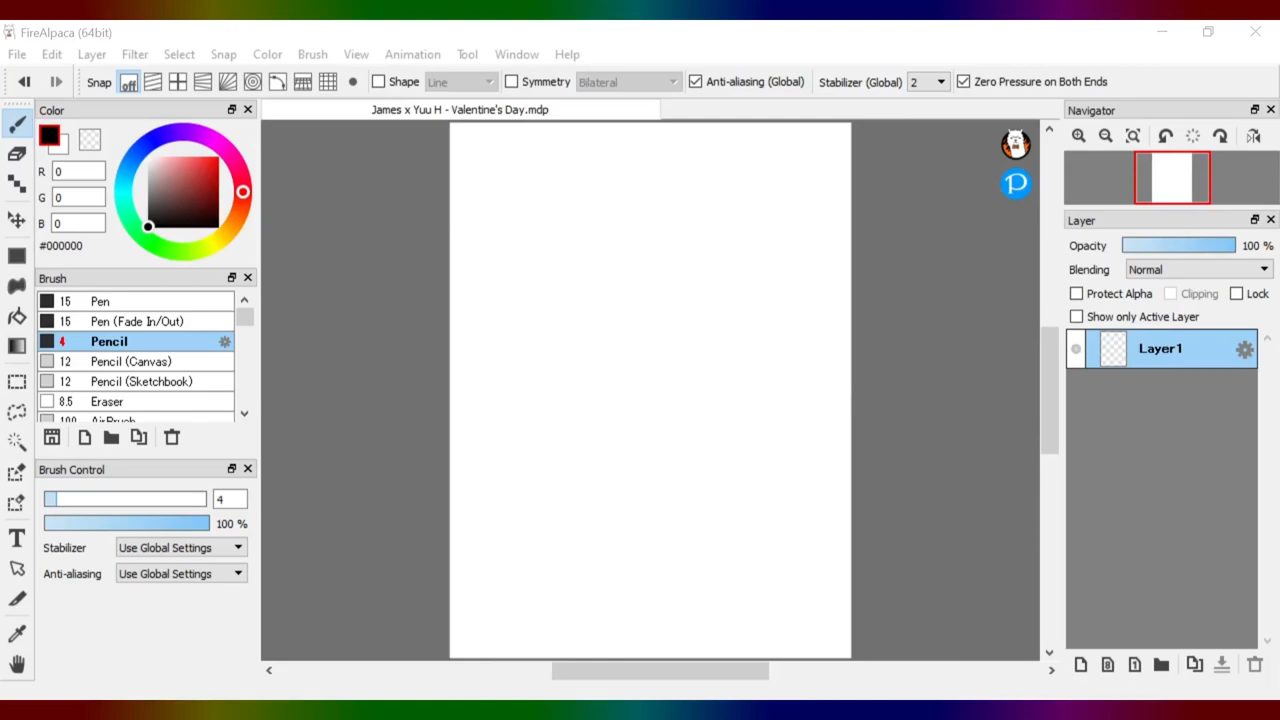 FireAlpaca (64bit)
File Edit Layer Filter Select Snap Color Brush View Animation Tool Window Help
Snap off Shape Line Symmetry Bilateral Anti-aliasing (Global) Stabilizer (Global) 2 Zero Pressure on Both Ends
Color
James x Yuu H - Valentine's Day.mdp
Navigator
R 0
G 0
B 0
#000000
Brush
15 Pen
15 Pen (Fade In/Out)
4 Pencil
12 Pencil (Canvas)
12 Pencil (Sketchbook)
8.5 Eraser
100 AirBrush
Brush Control
4
100 %
Stabilizer Use Global Settings
Anti-aliasing Use Global Settings
P
Layer
Opacity 100 %
Blending Normal
Protect Alpha Clipping Lock
Show only Active Layer
Layer1
8
1
T